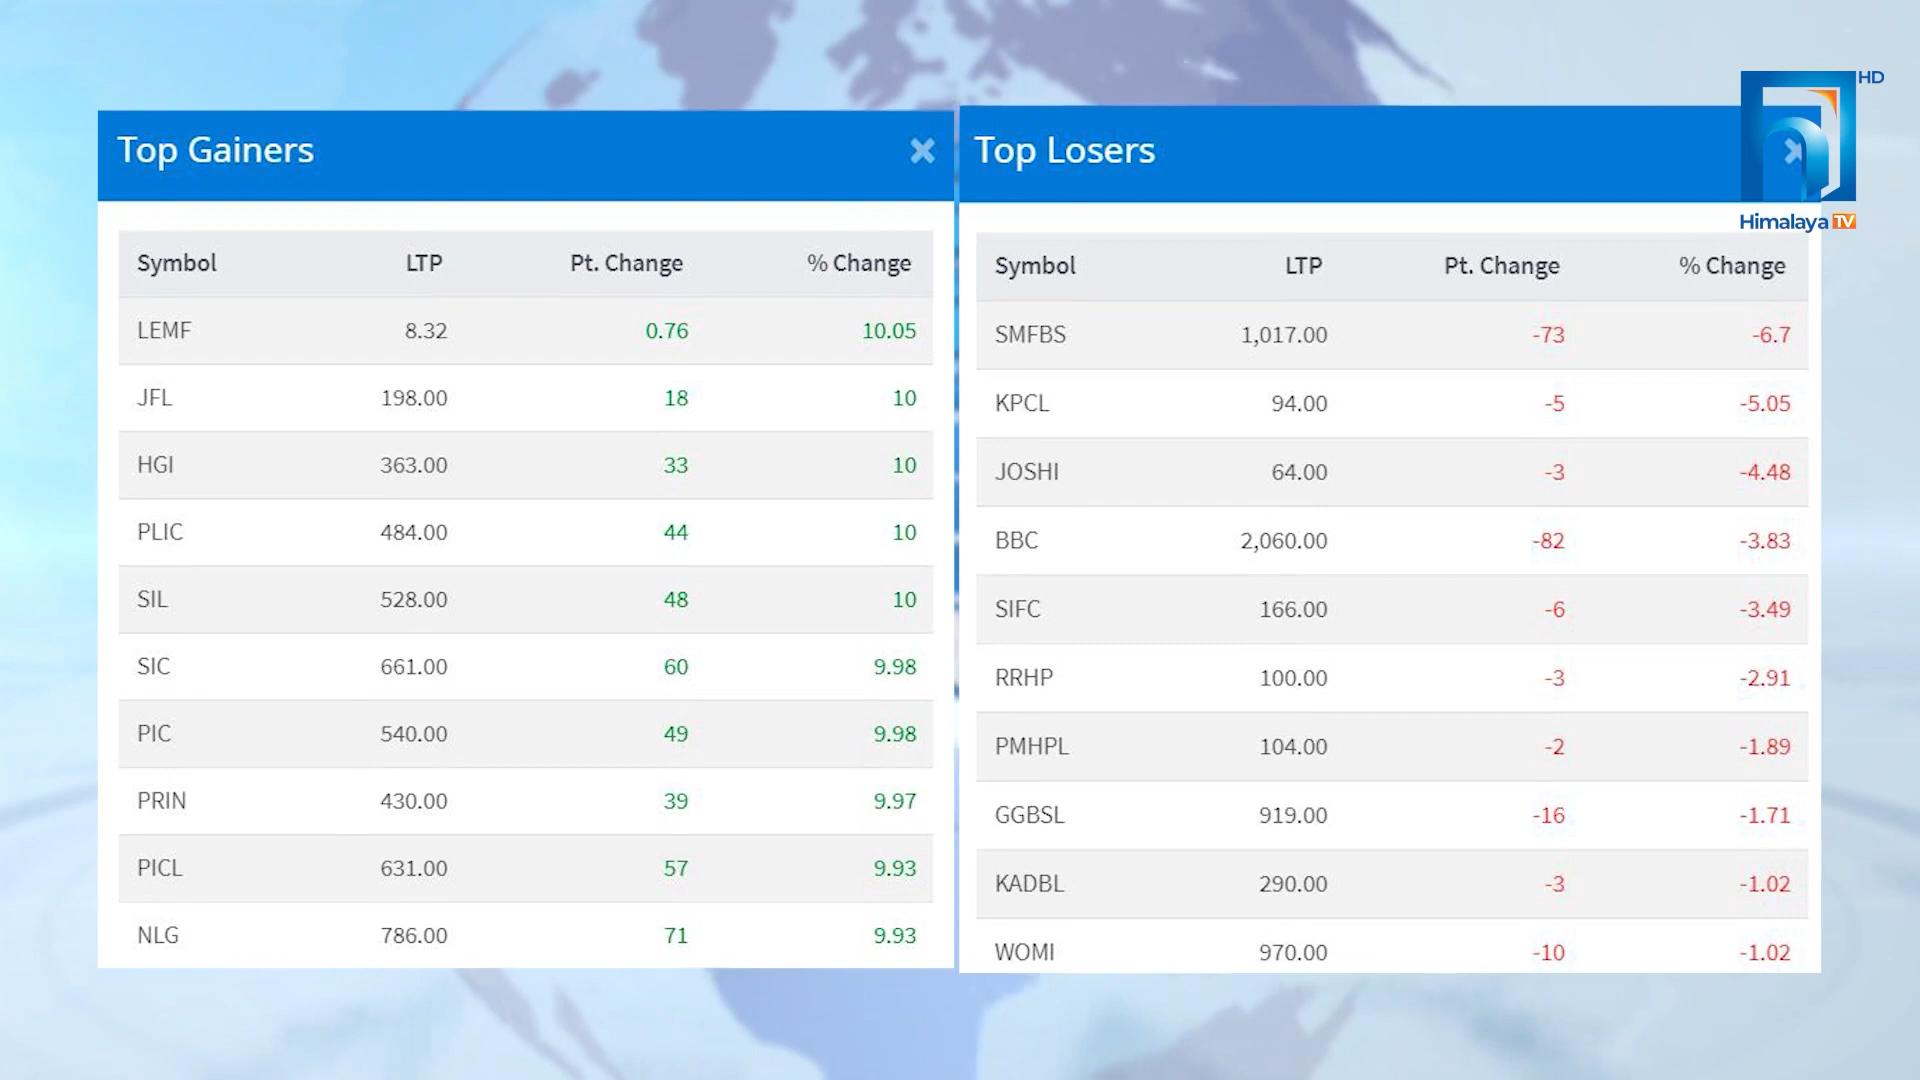 Top Gainers
Symbol LTP Pt. Change % Change
LEMF 8.32 0.76 10.05
JFL 198.00 18 10
HGI 363.00 33 10
PLIC 484.00 44 10
SIL 528.00 48 10
SIC 661.00 60 9.98
PIC 540.00 49 9.98
PRIN 430.00 39 9.97
PICL 631.00 57 9.93
NLG 786.00 71 9.93
Top Losers
Symbol LTP Pt. Change % Change
SMFBS 1,017.00 -73 -6.7
KPCL 94.00 -5 -5.05
JOSHI 64.00 -3 -4.48
BBC 2,060.00 -82 -3.83
SIFC 166.00 -6 -3.49
RRHP 100.00 -3 -2.91
PMHPL 104.00 -2 -1.89
GGBSL 919.00 -16 -1.71
KADBL 290.00 -3 -1.02
WOMI 970.00 -10 -1.02
HD
Himalaya TV